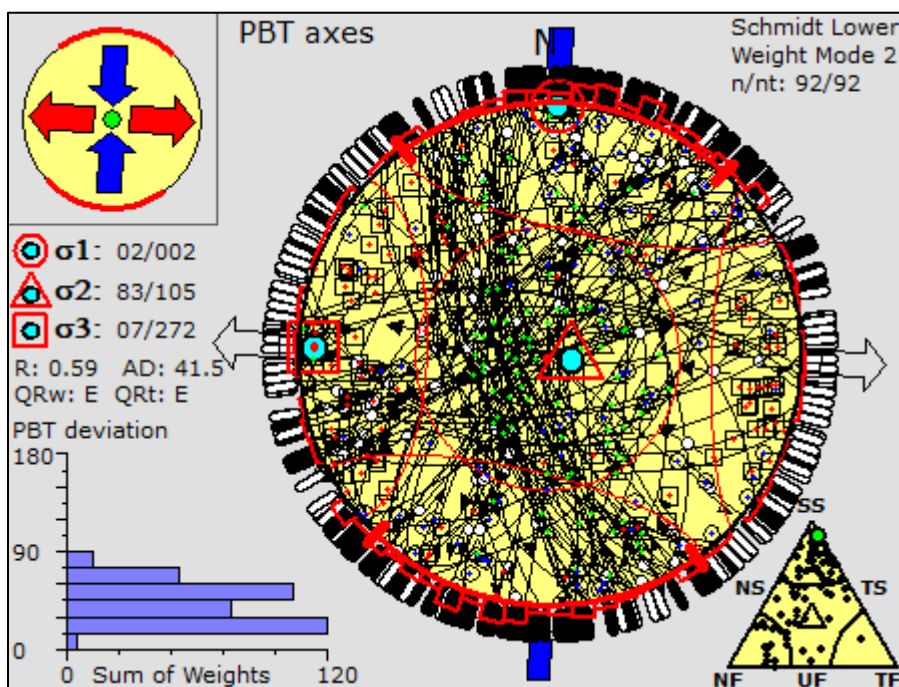 PBT axes
N
Schmidt Lower
Weight Mode 2
n/nt: 92/92
σ1: 02/002
σ2: 83/105
σ3: 07/272
R: 0.59 AD: 41.5
QRw: E QRt: E
PBT deviation
180
90
0
0 Sum of Weights 120
SS
NS TS
NF UF TF